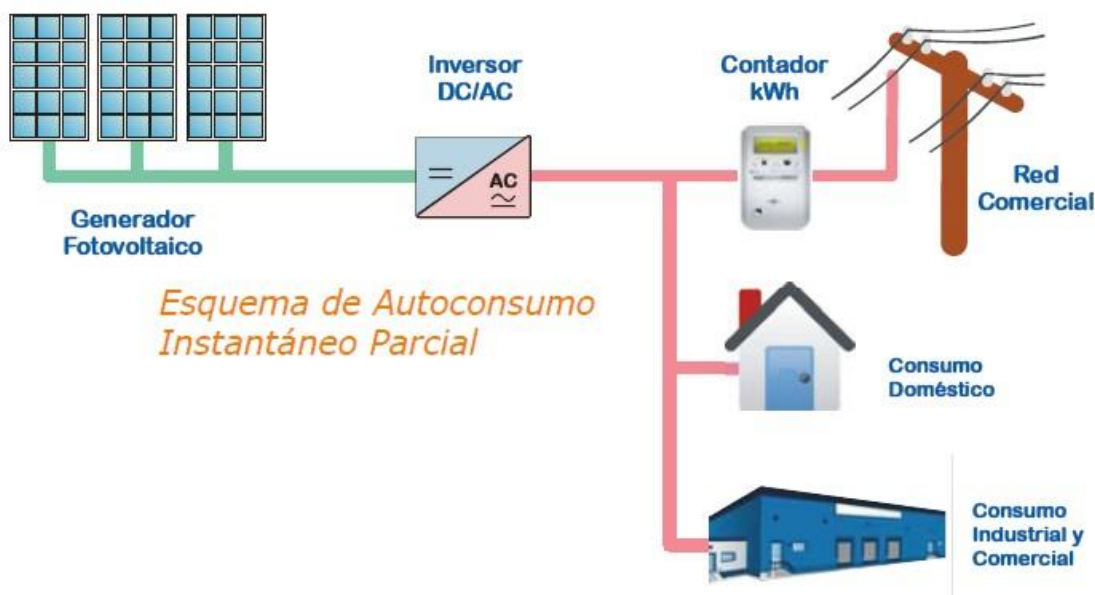 Inversor
DC/AC
Contador
kWh
AC
Red
Comercial
Generador
Fotovoltaico
Esquema de Autoconsumo
Instantáneo Parcial
Consumo
Doméstico
Consumo
Industrial y
Comercial